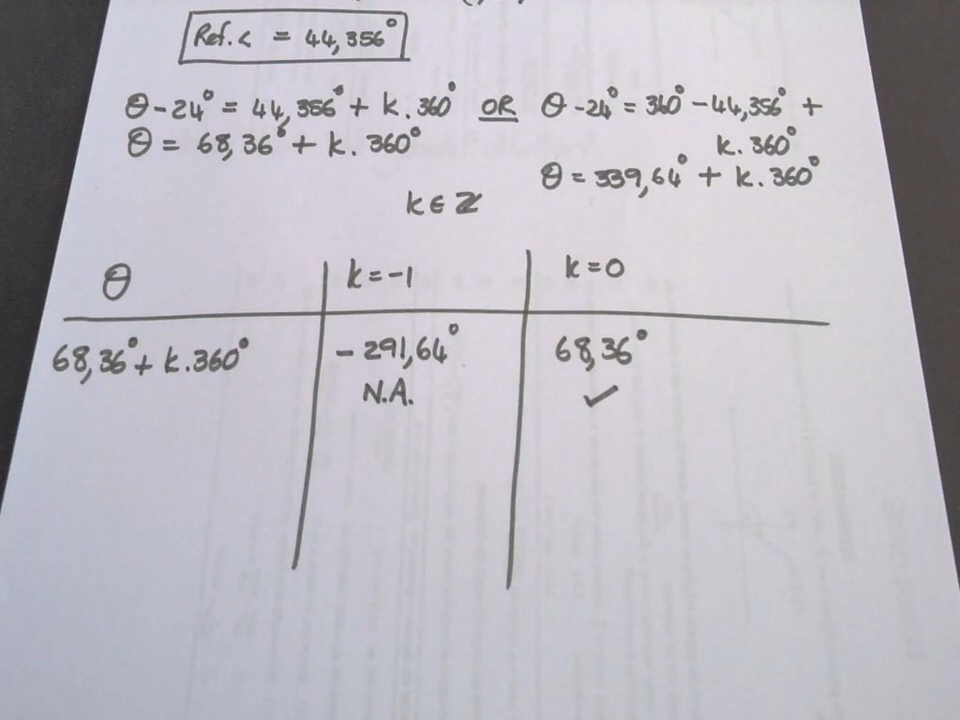 Ref.< = 44,356°
θ - 24° = 44,356° + k.360° OR θ - 24° = 360° - 44,356° +
k.360°
θ = 68,36° + k.360°
θ = 339,64° + k.360°
k ∈ Z
θ k = -1 k = 0
68,36° + k.360° - 291,64° 68,36°
N.A. ✓